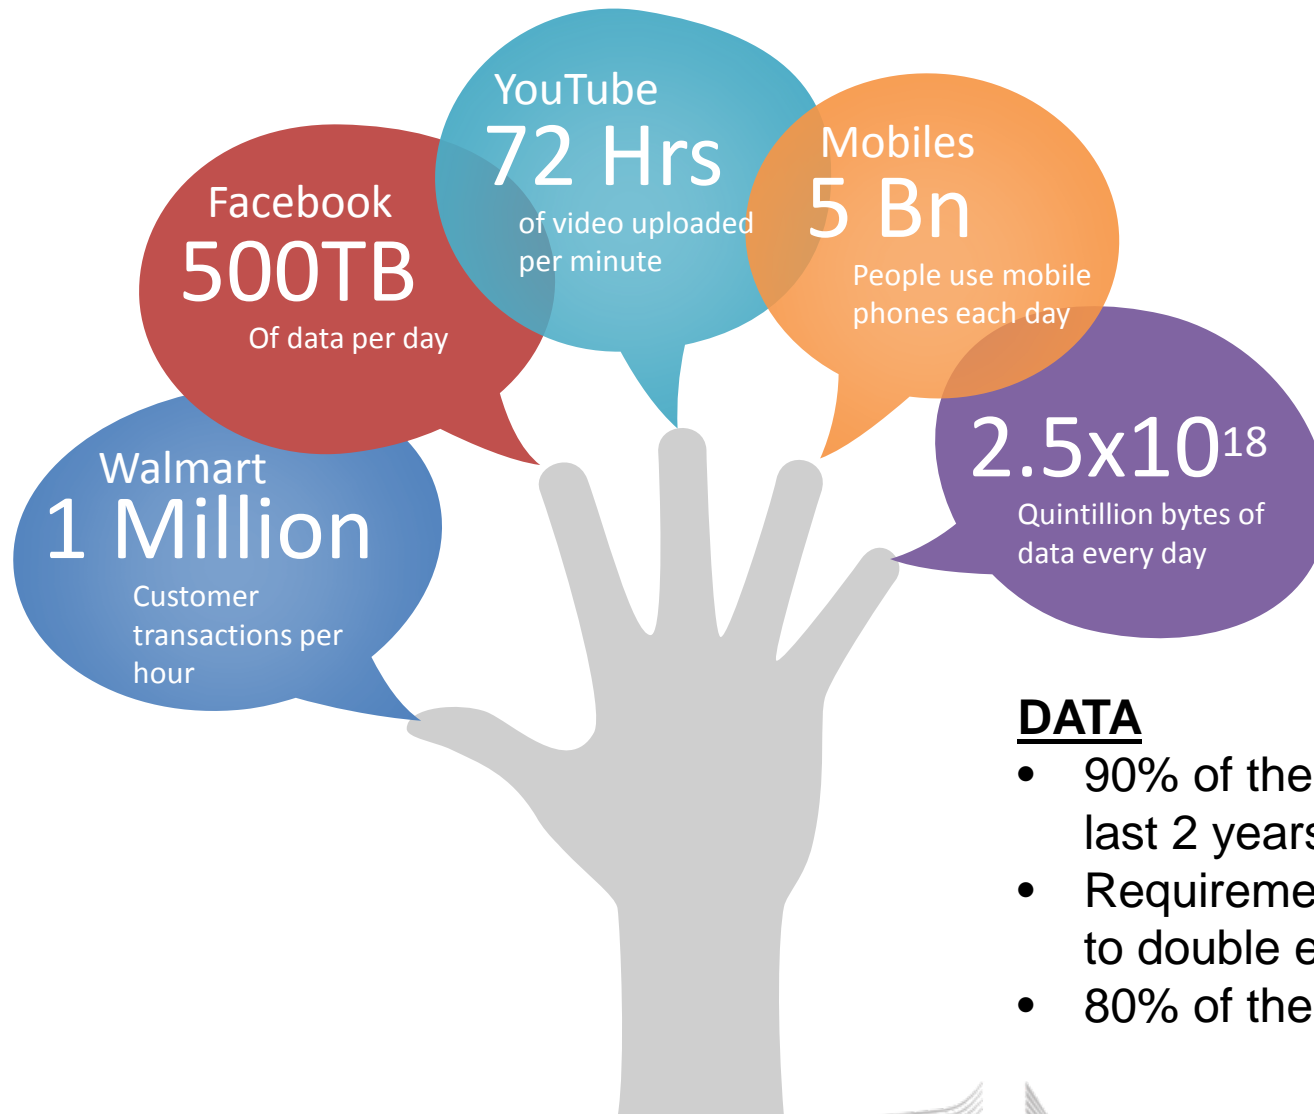 YouTube
72 Hrs
of video uploaded
per minute
Mobiles
5 Bn
People use mobile
phones each day
Facebook
500TB
Of data per day
2.5x10¹⁸
Quintillion bytes of
data every day
Walmart
1 Million
Customer
transactions per
hour
DATA
• 90% of the
last 2 years
• Requireme
to double e
• 80% of the